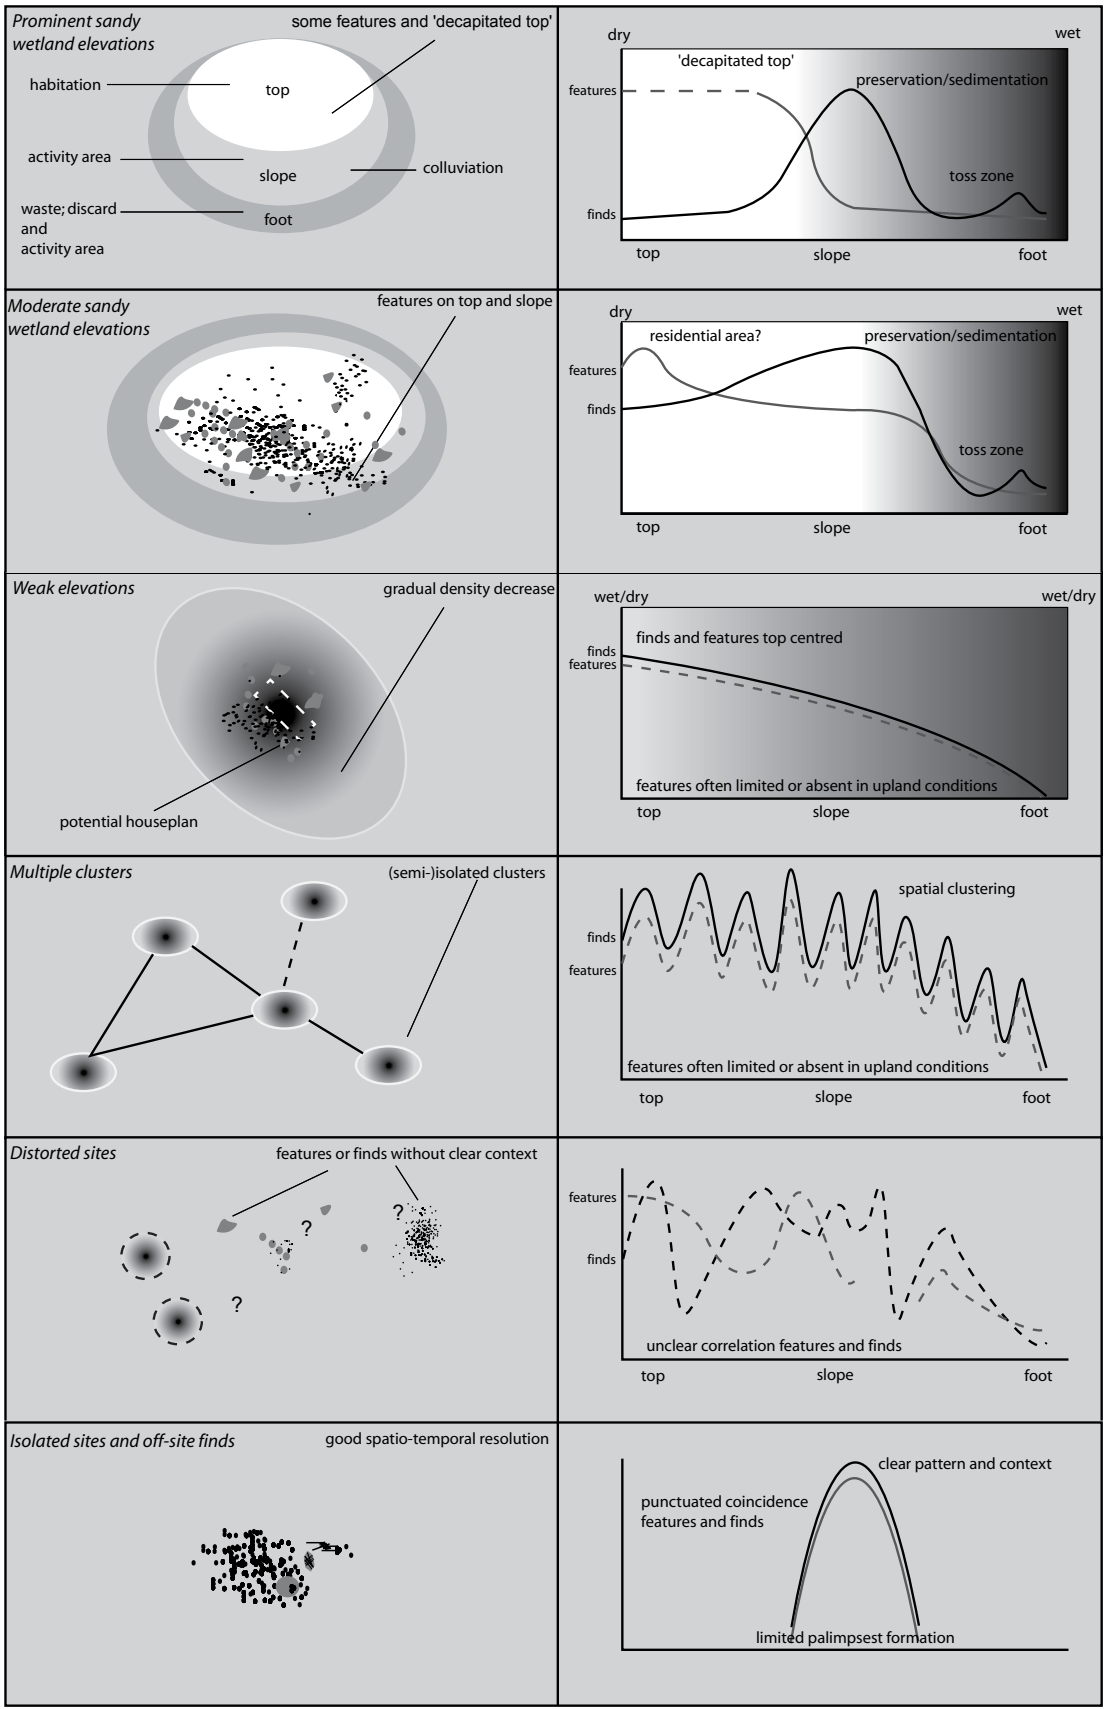 Prominent sandy
wetland elevations
some features and 'decapitated top'
habitation
top
activity area
slope
colluviation
waste; discard
and
activity area
foot
dry
wet
'decapitated top'
preservation/sedimentation
features
toss zone
finds
top
slope
foot
Moderate sandy
wetland elevations
features on top and slope
dry
wet
residential area?
preservation/sedimentation
features
finds
toss zone
top
slope
foot
Weak elevations
gradual density decrease
potential houseplan
wet/dry
wet/dry
finds and features top centred
finds
features
features often limited or absent in upland conditions
top
slope
foot
Multiple clusters
(semi-)isolated clusters
spatial clustering
finds
features
features often limited or absent in upland conditions
top
slope
foot
Distorted sites
features or finds without clear context
?
?
?
features
finds
unclear correlation features and finds
top
slope
foot
Isolated sites and off-site finds
good spatio-temporal resolution
clear pattern and context
punctuated coincidence
features and finds
limited palimpsest formation